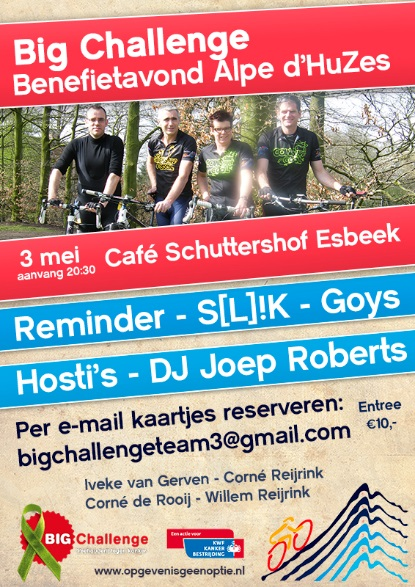 Big Challenge
Benefietavond Alpe d'HuZes
3 mei
aanvang 20:30
Café Schuttershof Esbeek
Reminder - S[L]!K - Goys
Hosti's - DJ Joep Roberts
Per e-mail kaartjes reserveren:
bigchallengeteam3@gmail.com
Entree
€10,-
Iveke van Gerven - Corné Reijrink
Corné de Rooij - Willem Reijrink
BIG Challenge
Een actie voor
KWF
KANKER
BESTRIJDING
www.opgevenisgeenoptie.nl